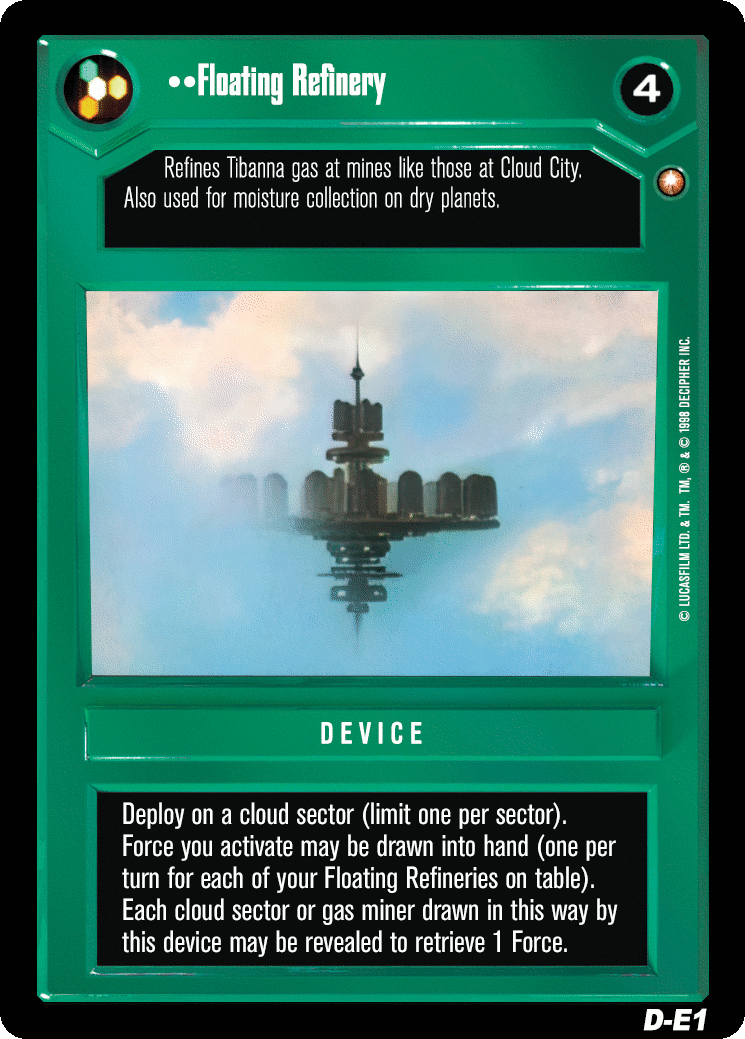 ••Floating Refinery
4
Refines Tibanna gas at mines like those at Cloud City.
Also used for moisture collection on dry planets.
© LUCASFILM LTD. & TM. TM, ® & © 1998 DECIPHER INC.
DEVICE
Deploy on a cloud sector (limit one per sector).
Force you activate may be drawn into hand (one per
turn for each of your Floating Refineries on table).
Each cloud sector or gas miner drawn in this way by
this device may be revealed to retrieve 1 Force.
D-E1